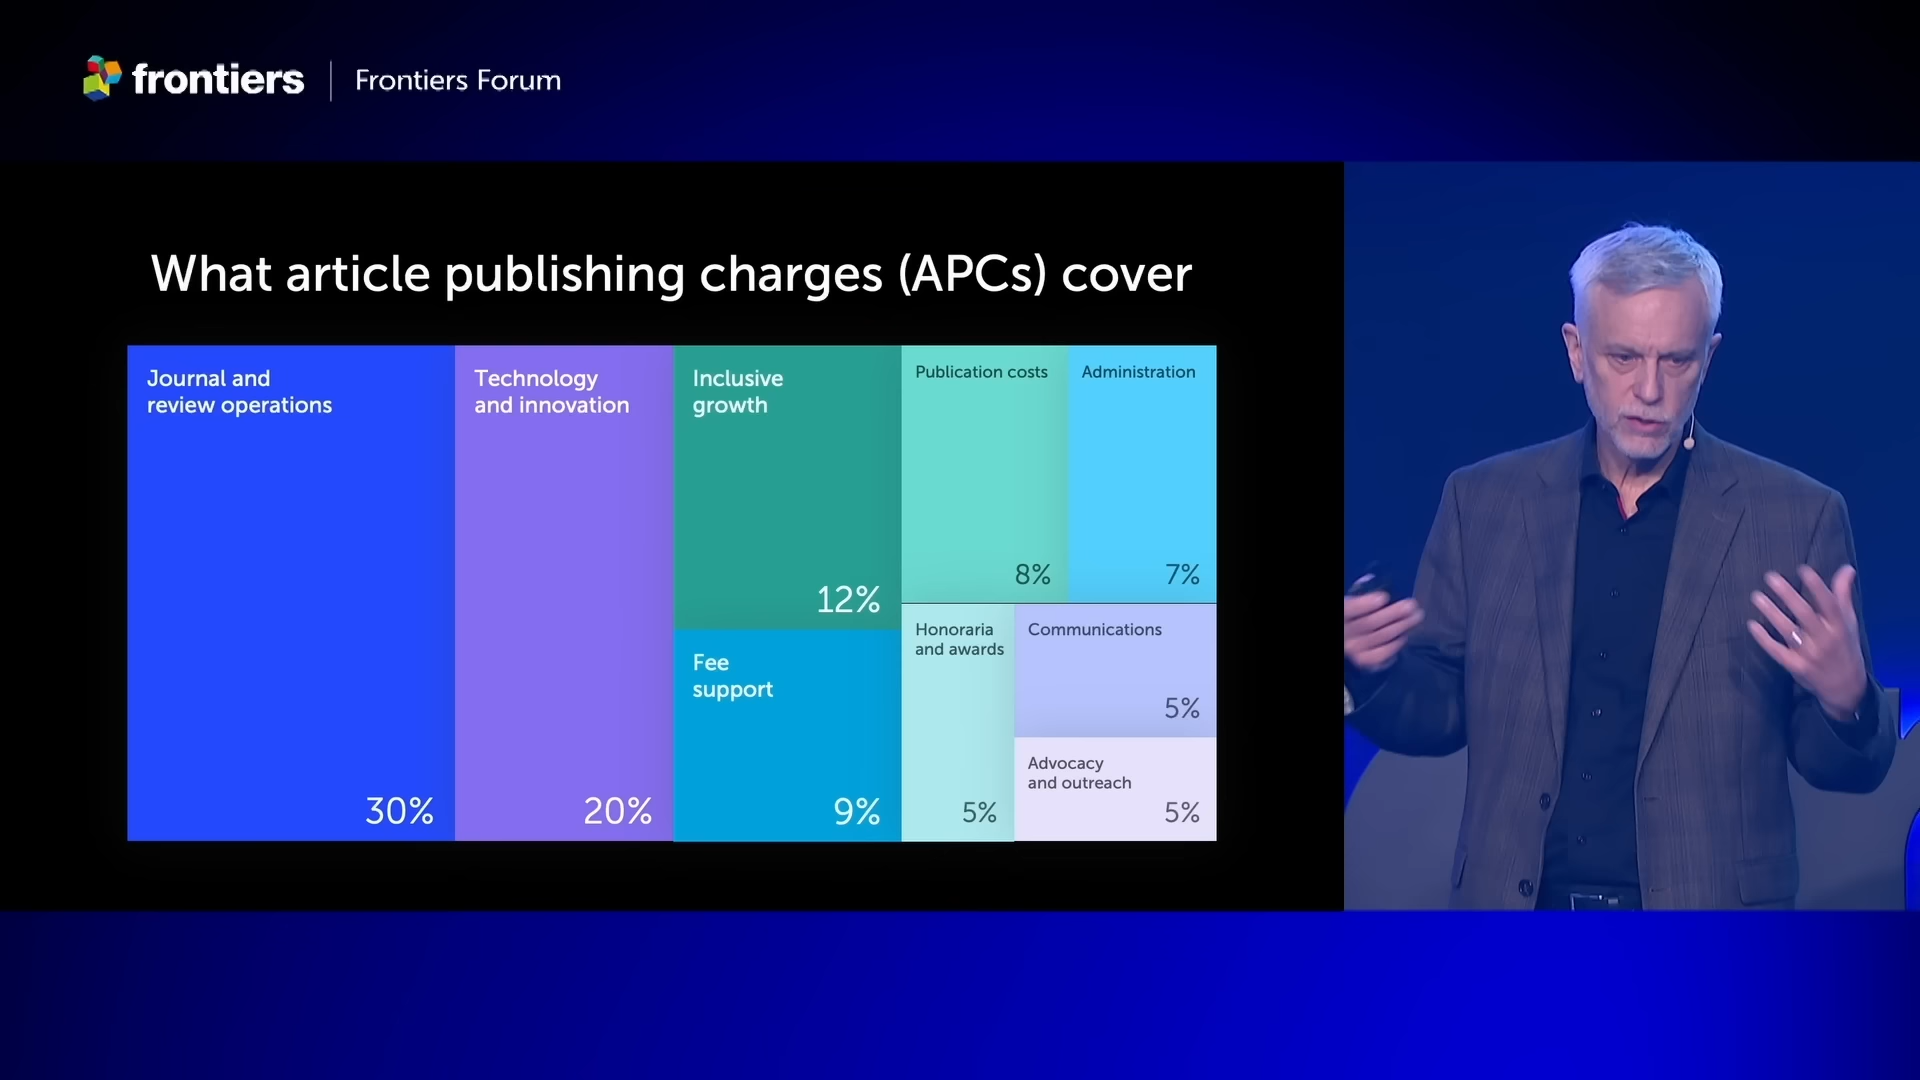 frontiers | Frontiers Forum
What article publishing charges (APCs) cover
Journal and
review operations
30%
Technology
and innovation
20%
Inclusive
growth
12%
Fee
support
9%
Publication costs
8%
Administration
7%
Honoraria
and awards
5%
Communications
5%
Advocacy
and outreach
5%